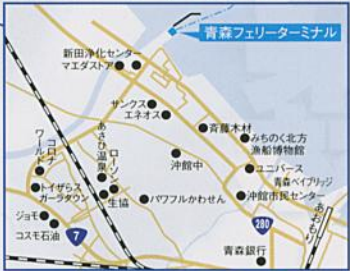 青森フェリーターミナル
新田浄化センター
マエダストア
サンクス
エネオス
斉藤木材
みちのく北方
漁船博物館
コロナ
ワールド
あさひ温泉
ローソン
沖館中
ユニバース
青森ベイブリッジ
トイザらス
ガーラタウン
生協
パワフルかわせん
沖館市民センター
あおもり
ジョモ
コスモ石油
7
280
青森銀行